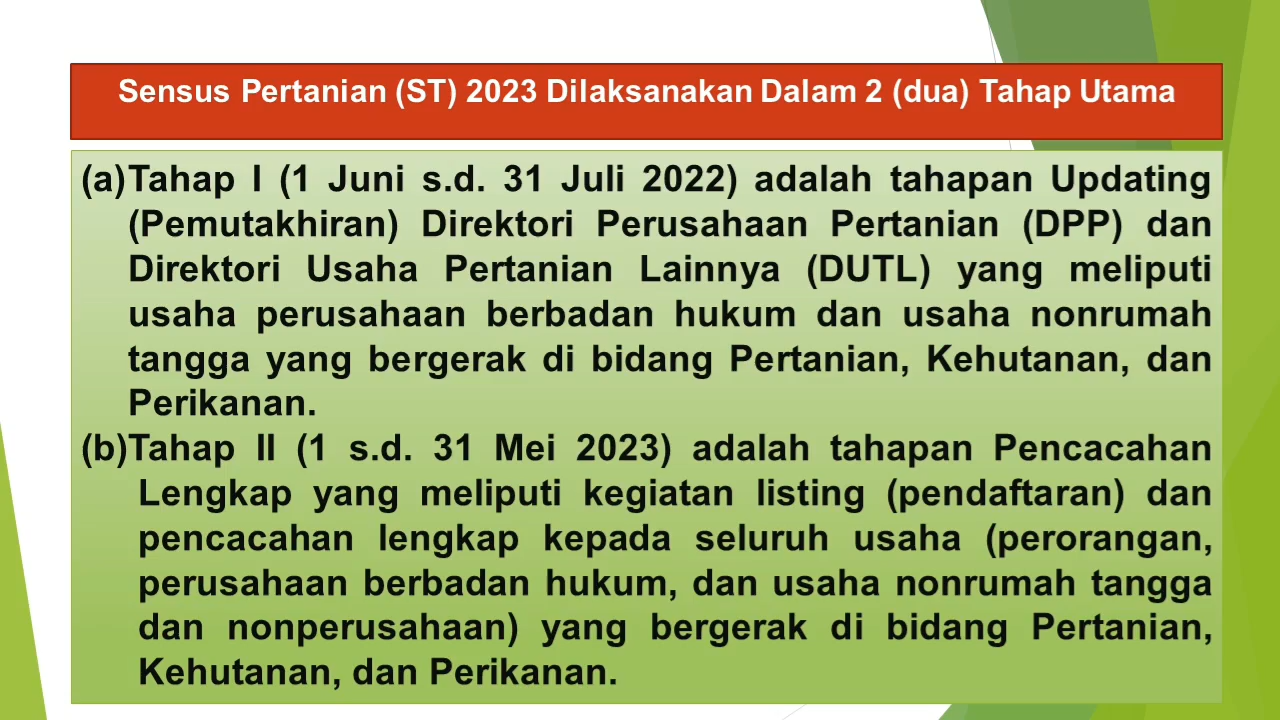 Sensus Pertanian (ST) 2023 Dilaksanakan Dalam 2 (dua) Tahap Utama
(a)Tahap I (1 Juni s.d. 31 Juli 2022) adalah tahapan Updating
(Pemutakhiran) Direktori Perusahaan Pertanian (DPP) dan
Direktori Usaha Pertanian Lainnya (DUTL) yang meliputi
usaha perusahaan berbadan hukum dan usaha nonrumah
tangga yang bergerak di bidang Pertanian, Kehutanan, dan
Perikanan.
(b)Tahap II (1 s.d. 31 Mei 2023) adalah tahapan Pencacahan
Lengkap yang meliputi kegiatan listing (pendaftaran) dan
pencacahan lengkap kepada seluruh usaha (perorangan,
perusahaan berbadan hukum, dan usaha nonrumah tangga
dan nonperusahaan) yang bergerak di bidang Pertanian,
Kehutanan, dan Perikanan.